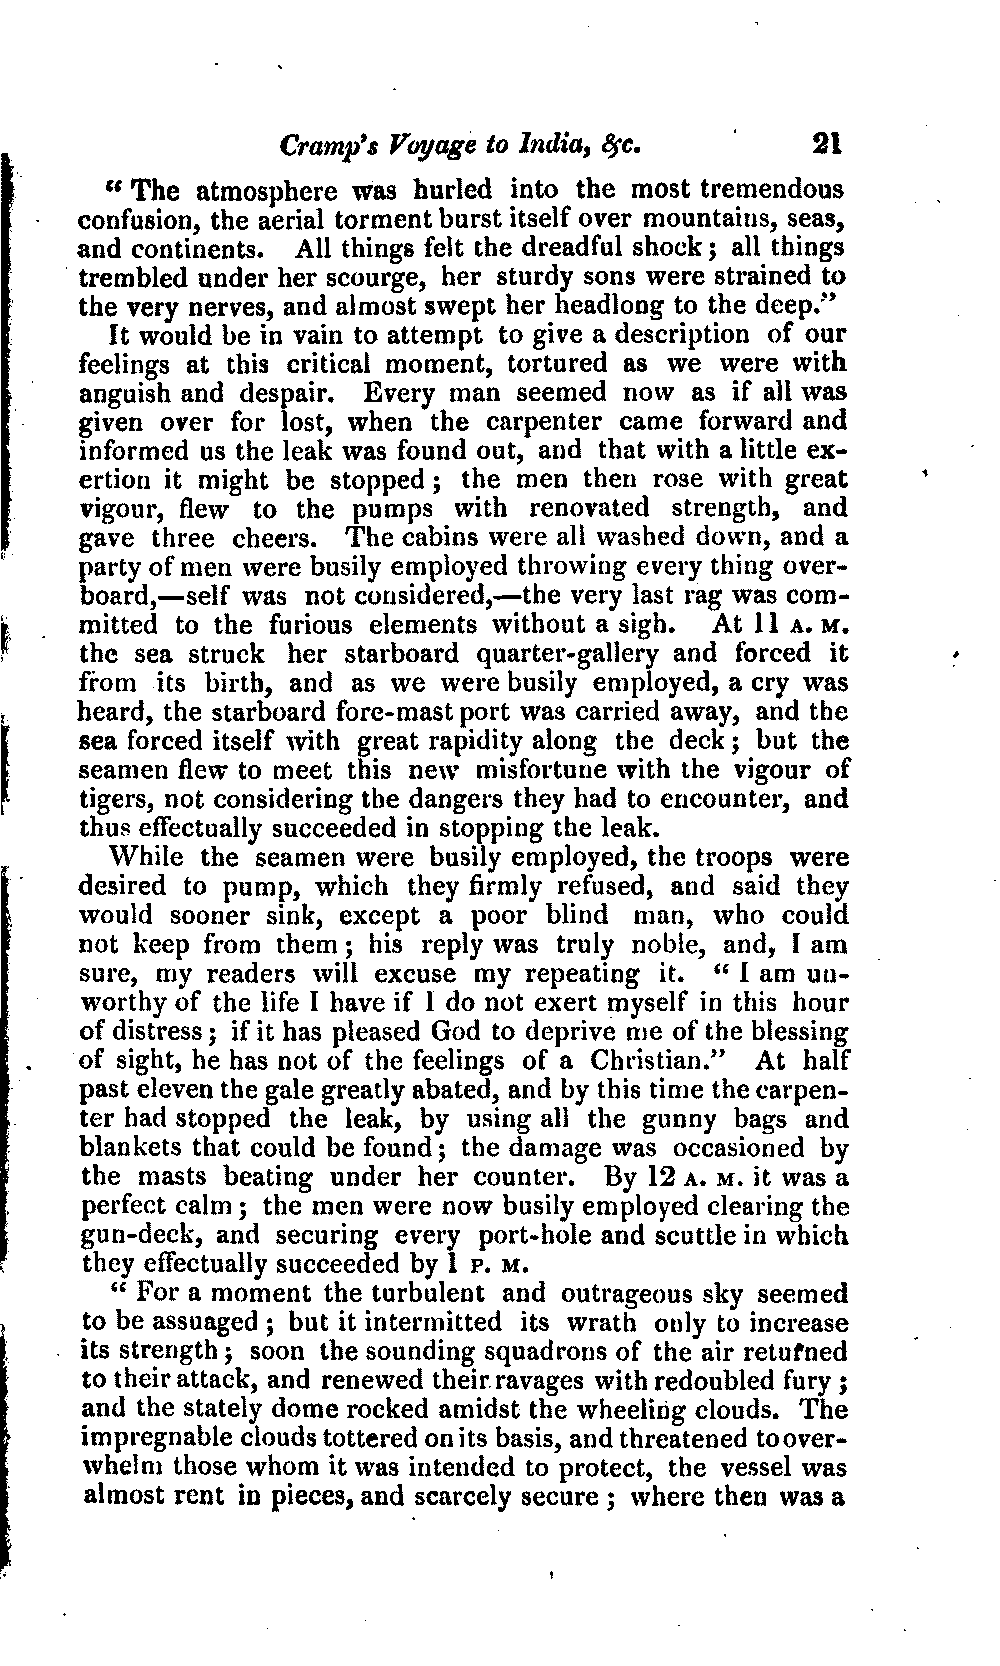 Cramp's Voyage to India, &c. 21
“ The atmosphere was hurled into the most tremendous
confusion, the aerial torment burst itself over mountains, seas,
and continents. All things felt the dreadful shock ; all things
trembled under her scourge, her sturdy sons were strained to
the very nerves, and almost swept her headlong to the deep.”
It would be in vain to attempt to give a description of our
feelings at this critical moment, tortured as we were with
anguish and despair. Every man seemed now as if all was
given over for lost, when the carpenter came forward and
informed us the leak was found out, and that with a little ex-
ertion it might be stopped ; the men then rose with great
vigour, flew to the pumps with renovated strength, and
gave three cheers. The cabins were all washed down, and a
party of men were busily employed throwing every thing over-
board,—self was not considered,—the very last rag was com-
mitted to the furious elements without a sigh. At 11 A. M.
the sea struck her starboard quarter-gallery and forced it
from its birth, and as we were busily employed, a cry was
heard, the starboard fore-mast port was carried away, and the
sea forced itself with great rapidity along the deck ; but the
seamen flew to meet this new misfortune with the vigour of
tigers, not considering the dangers they had to encounter, and
thus effectually succeeded in stopping the leak.
While the seamen were busily employed, the troops were
desired to pump, which they firmly refused, and said they
would sooner sink, except a poor blind man, who could
not keep from them ; his reply was truly noble, and, I am
sure, my readers will excuse my repeating it. “ I am un-
worthy of the life I have if I do not exert myself in this hour
of distress ; if it has pleased God to deprive me of the blessing
of sight, he has not of the feelings of a Christian.” At half
past eleven the gale greatly abated, and by this time the carpen-
ter had stopped the leak, by using all the gunny bags and
blankets that could be found ; the damage was occasioned by
the masts beating under her counter. By 12 A. M. it was a
perfect calm ; the men were now busily employed clearing the
gun-deck, and securing every port-hole and scuttle in which
they effectually succeeded by 1 P. M.
“ For a moment the turbulent and outrageous sky seemed
to be assuaged ; but it intermitted its wrath only to increase
its strength ; soon the sounding squadrons of the air returned
to their attack, and renewed their ravages with redoubled fury ;
and the stately dome rocked amidst the wheeling clouds. The
impregnable clouds tottered on its basis, and threatened to over-
whelm those whom it was intended to protect, the vessel was
almost rent in pieces, and scarcely secure ; where then was a